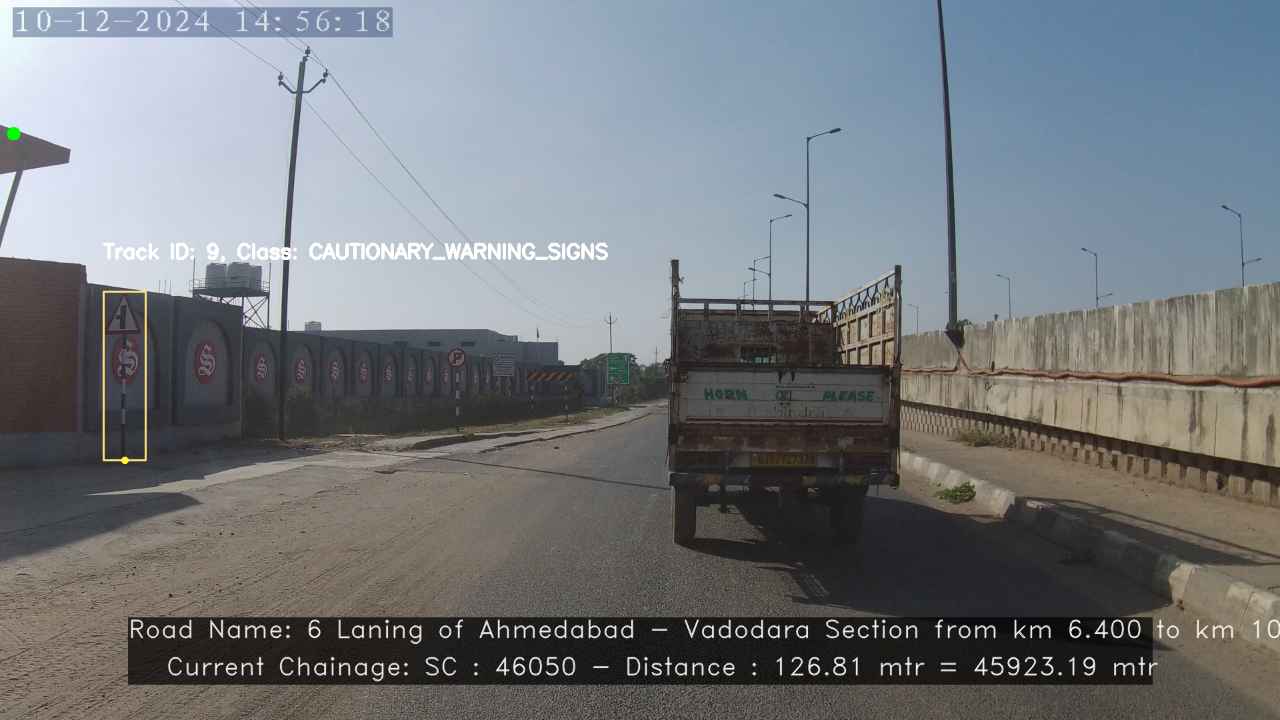 10-12-2024 14:56:18
Track ID: 9, Class: CAUTIONARY_WARNING_SIGNS
S
S
S
S
S
S
S
P
HORN PLEASE
Road Name: 6 Laning of Ahmedabad - Vadodara Section from km 6.400 to km 10
Current Chainage: SC : 46050 - Distance : 126.81 mtr = 45923.19 mtr